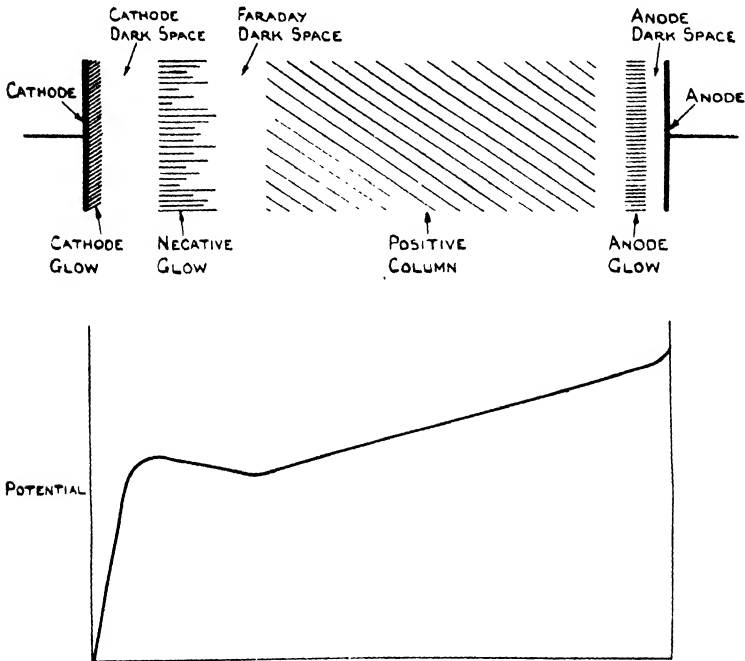 CATHODE
DARK SPACE
FARADAY
DARK SPACE
ANODE
DARK SPACE
CATHODE
ANODE
CATHODE
GLOW
NEGATIVE
GLOW
POSITIVE
COLUMN
ANODE
GLOW
POTENTIAL